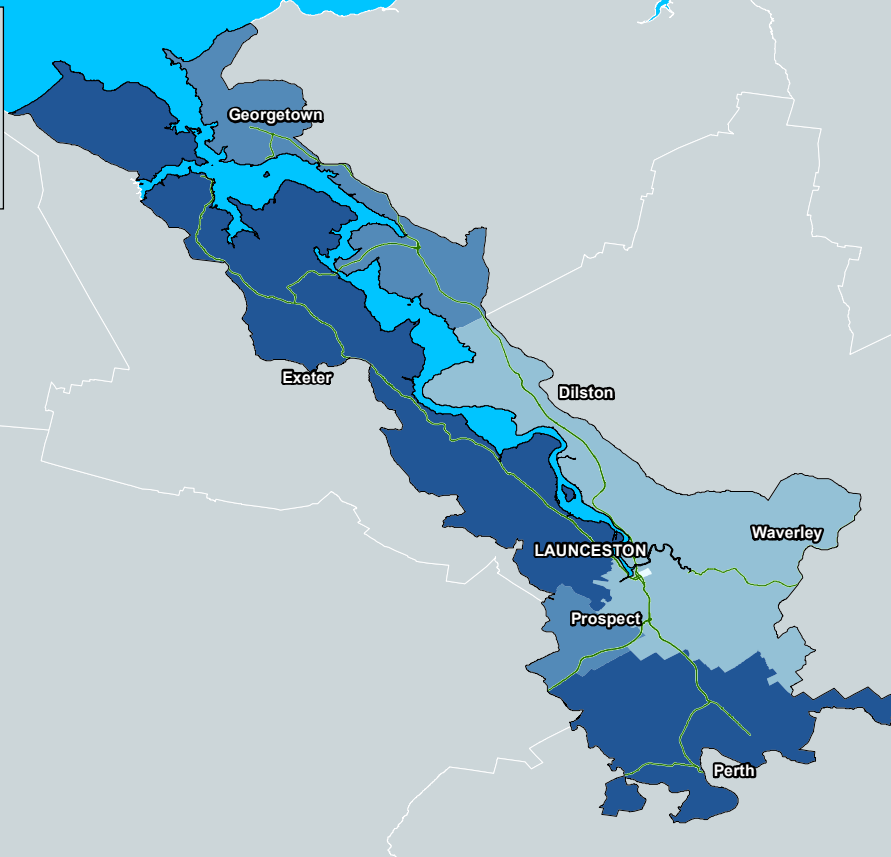 Georgetown
Exeter
Dilston
Waverley
LAUNCESTON
Prospect
Perth